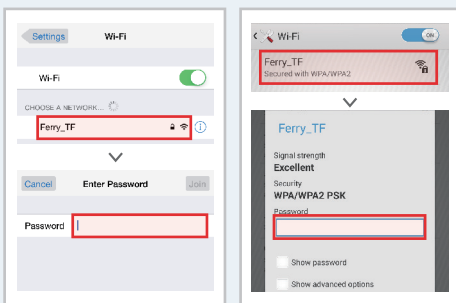 Settings Wi-Fi
Wi-Fi
CHOOSE A NETWORK...
Ferry_TF
Cancel Enter Password Join
Password
Wi-Fi ON
Ferry_TF
Secured with WPA/WPA2
Ferry_TF
Signal strength
Excellent
Security
WPA/WPA2 PSK
Password
Show password
Show advanced options